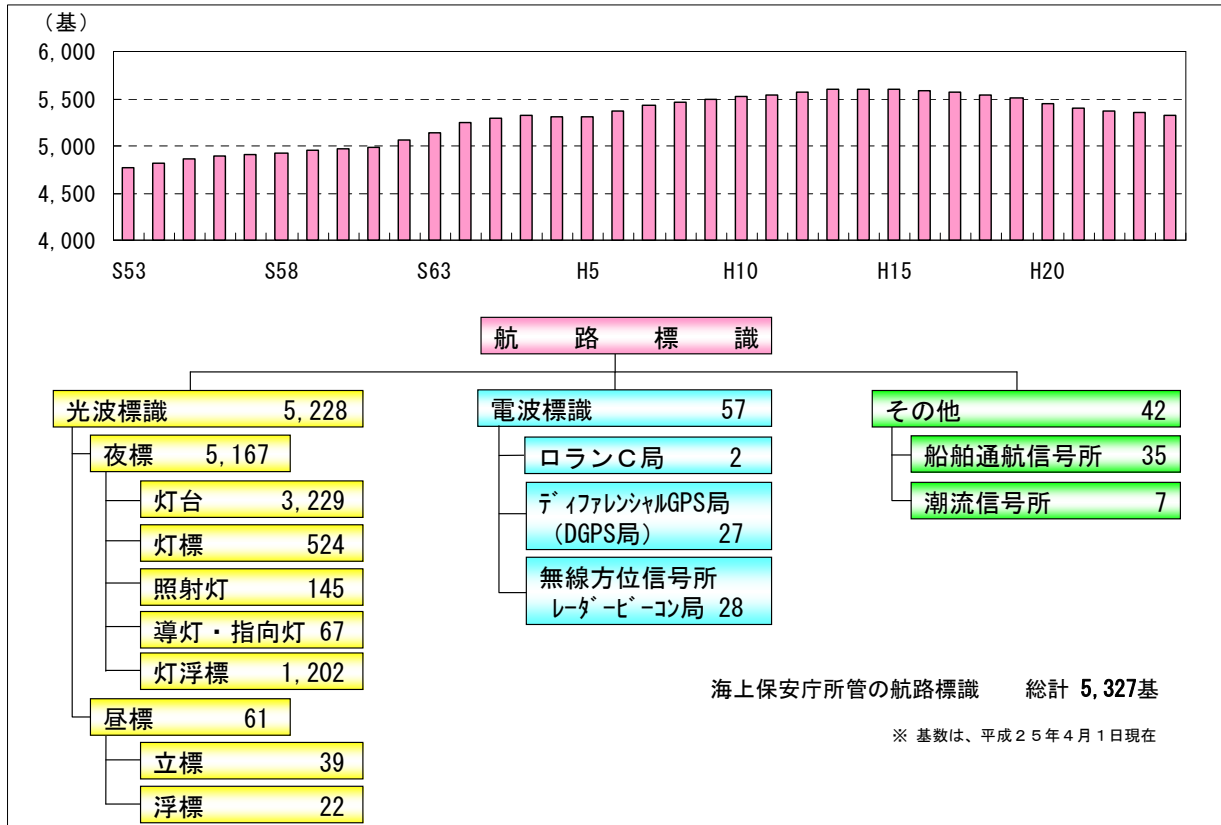 （基）
6,000
5,500
5,000
4,500
4,000
S53 S58 S63 H5 H10 H15 H20
航路標識
光波標識 5,228
夜標 5,167
灯台 3,229
灯標 524
照射灯 145
導灯・指向灯 67
灯浮標 1,202
昼標 61
立標 39
浮標 22
電波標識 57
ロランＣ局 2
ﾃﾞｨﾌｧﾚﾝｼｬﾙGPS局
（DGPS局） 27
無線方位信号所
ﾚｰﾀﾞｰﾋﾞｰｺﾝ局 28
その他 42
船舶通航信号所 35
潮流信号所 7
海上保安庁所管の航路標識 総計 5,327基
※ 基数は、平成２５年４月１日現在